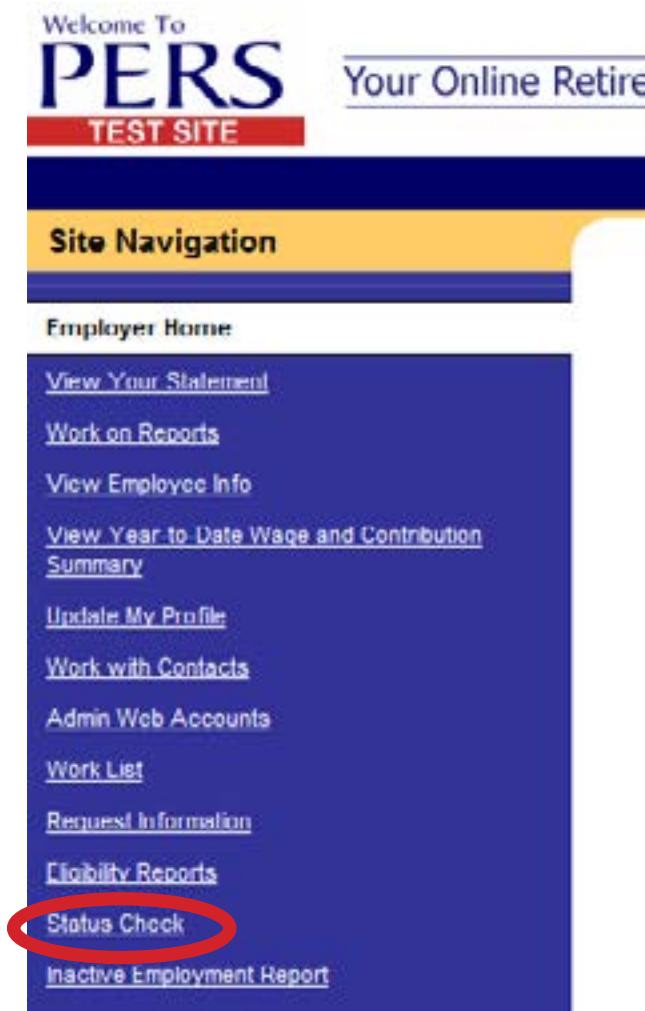 Welcome To
PERS
TEST SITE
Your Online Retire
Site Navigation
Employer Home
View Your Statement
Work on Reports
View Employee Info
View Year to Date Wage and Contribution
Summary
Update My Profile
Work with Contacts
Admin Web Accounts
Work List
Request Information
Eligibility Reports
Status Check
Inactive Employment Report